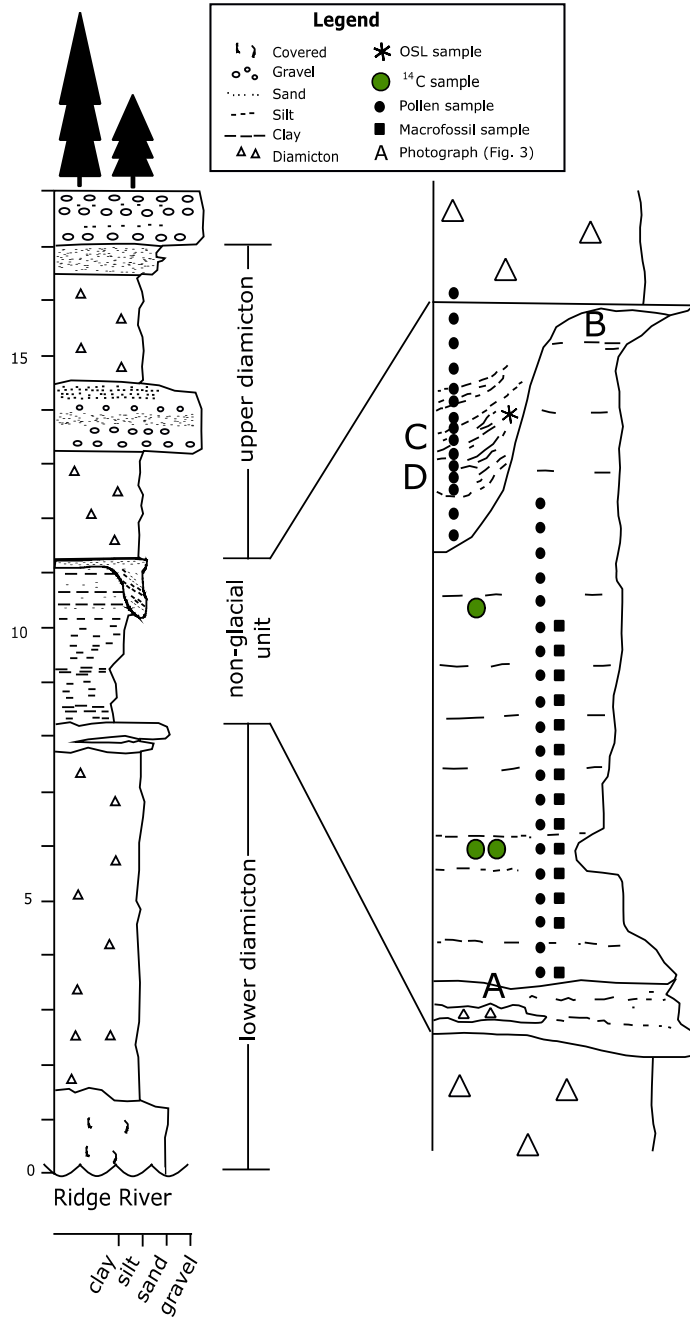 Legend
Covered
Gravel
Sand
Silt
Clay
Diamicton
OSL sample
14C sample
Pollen sample
Macrofossil sample
A Photograph (Fig. 3)
15
10
5
0
upper diamicton
non-glacial
unit
lower diamicton
B
C
D
A
Ridge River
clay
silt
sand
gravel